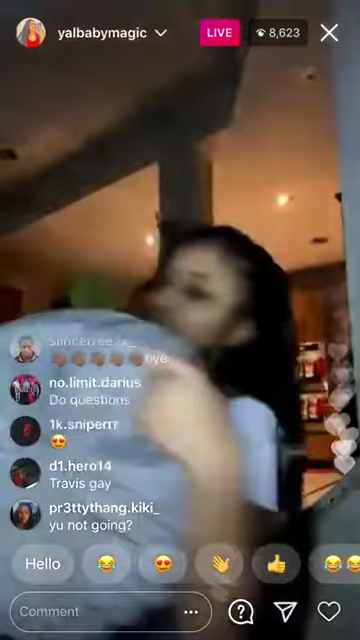 yalbabymagic
LIVE
8,623
bye
no.limit.darius
Do questions
1k.sniperrr
😍
d1.hero14
Travis gay
pr3ttythang.kiki_
yu not going?
Hello 😂 😍 👋 👍 😂
Comment